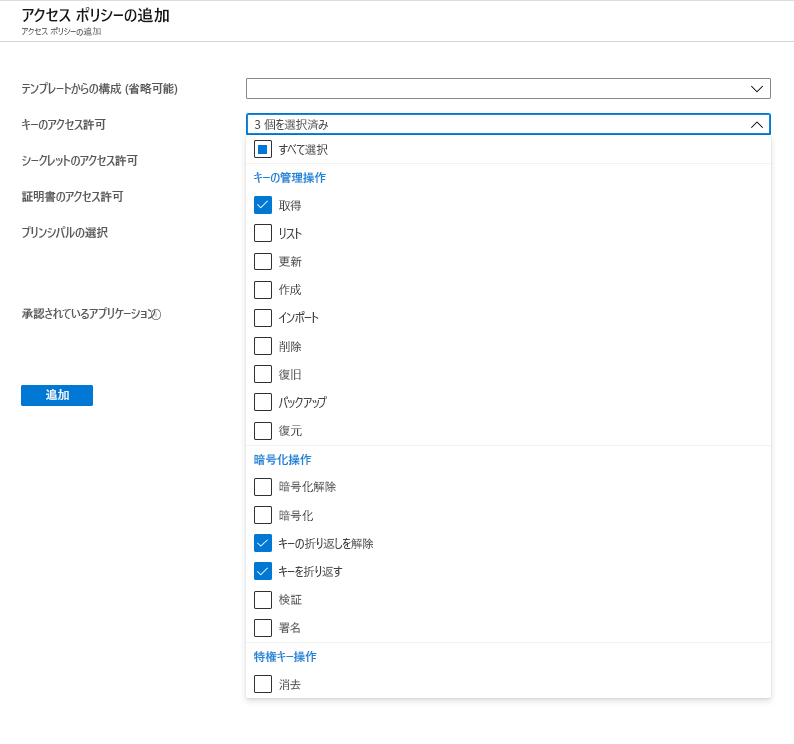 アクセス ポリシーの追加
アクセス ポリシーの追加
テンプレートからの構成 (省略可能)
キーのアクセス許可
3 個を選択済み
すべて選択
シークレットのアクセス許可
キーの管理操作
証明書のアクセス許可
取得
プリンシパルの選択
リスト
更新
作成
承認されているアプリケーション
インポート
削除
復旧
追加
バックアップ
復元
暗号化操作
暗号化解除
暗号化
キーの折り返しを解除
キーを折り返す
検証
署名
特権キー操作
消去